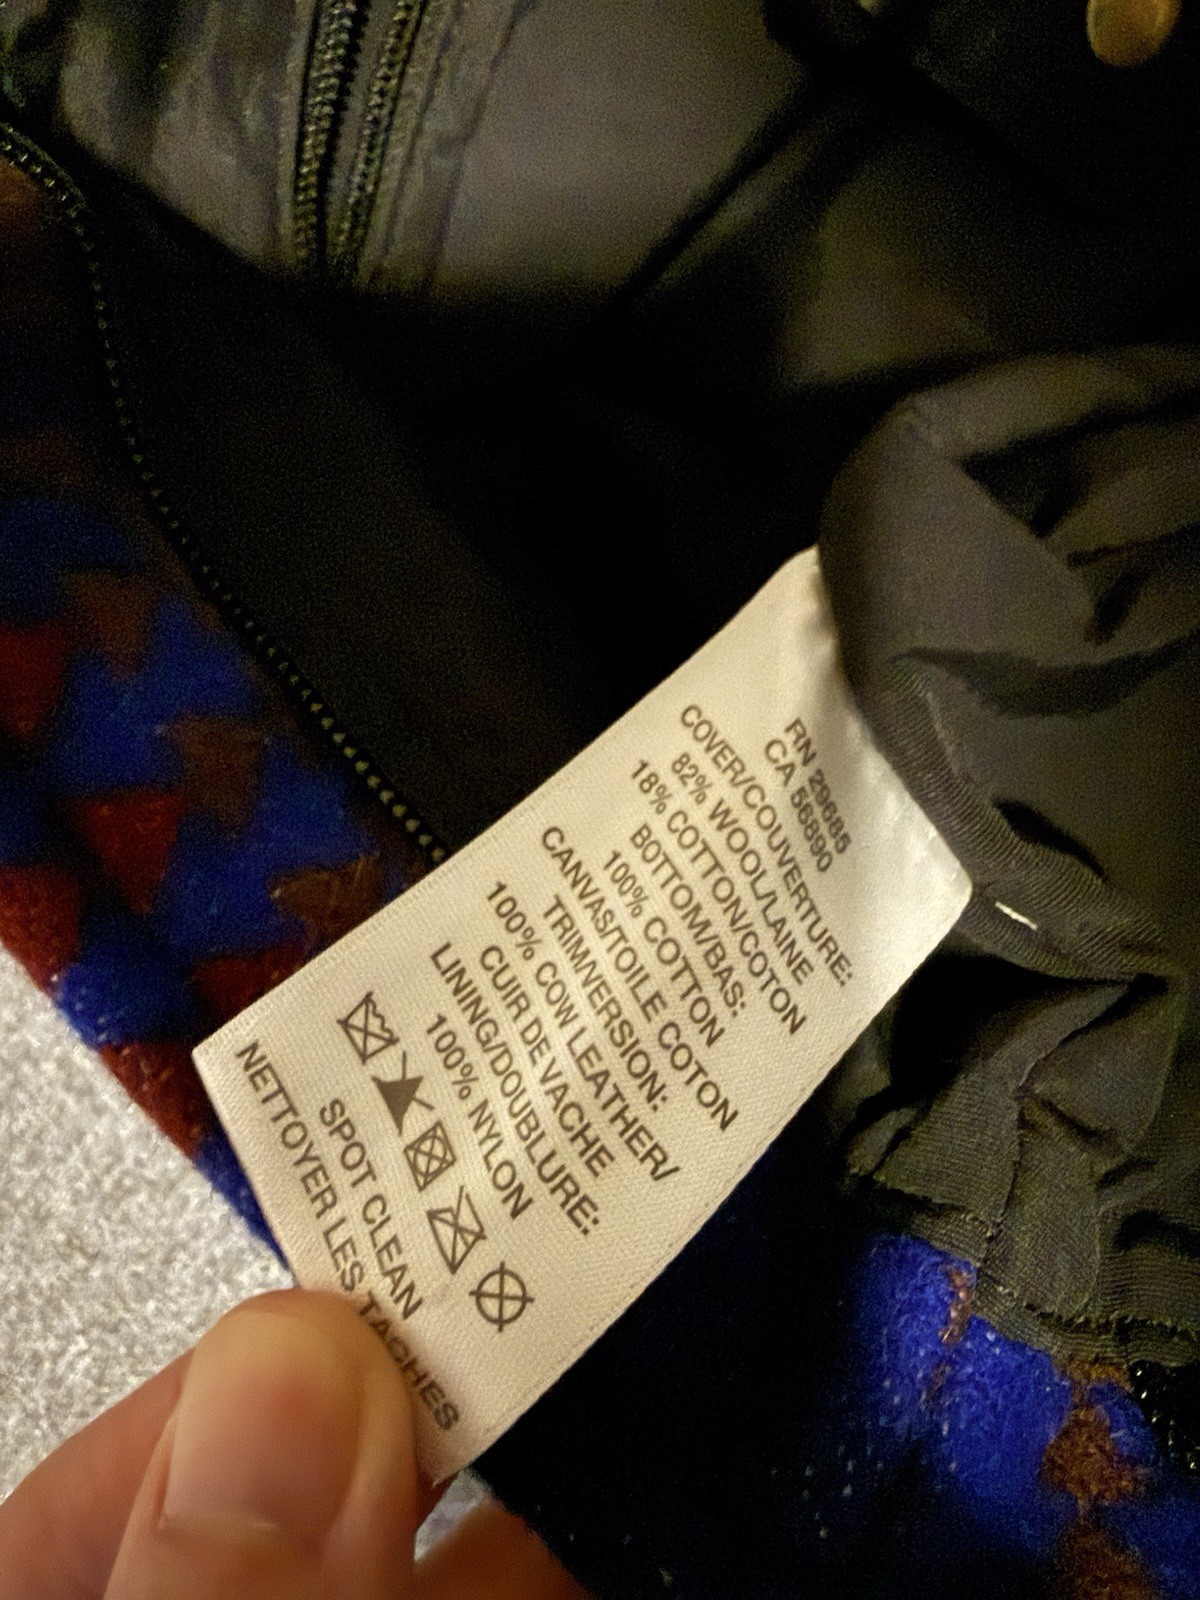 RN 29685
CA 56890
COVER/COUVERTURE:
82% WOOL/LAINE
18% COTTON/COTON
BOTTOM/BAS:
100% COTTON
CANVAS/TOILE COTON
TRIM/VERSION:
100% COW LEATHER/
CUIR DE VACHE
LINING/DOUBLURE:
100% NYLON
SPOT CLEAN
NETTOYER LES TACHES